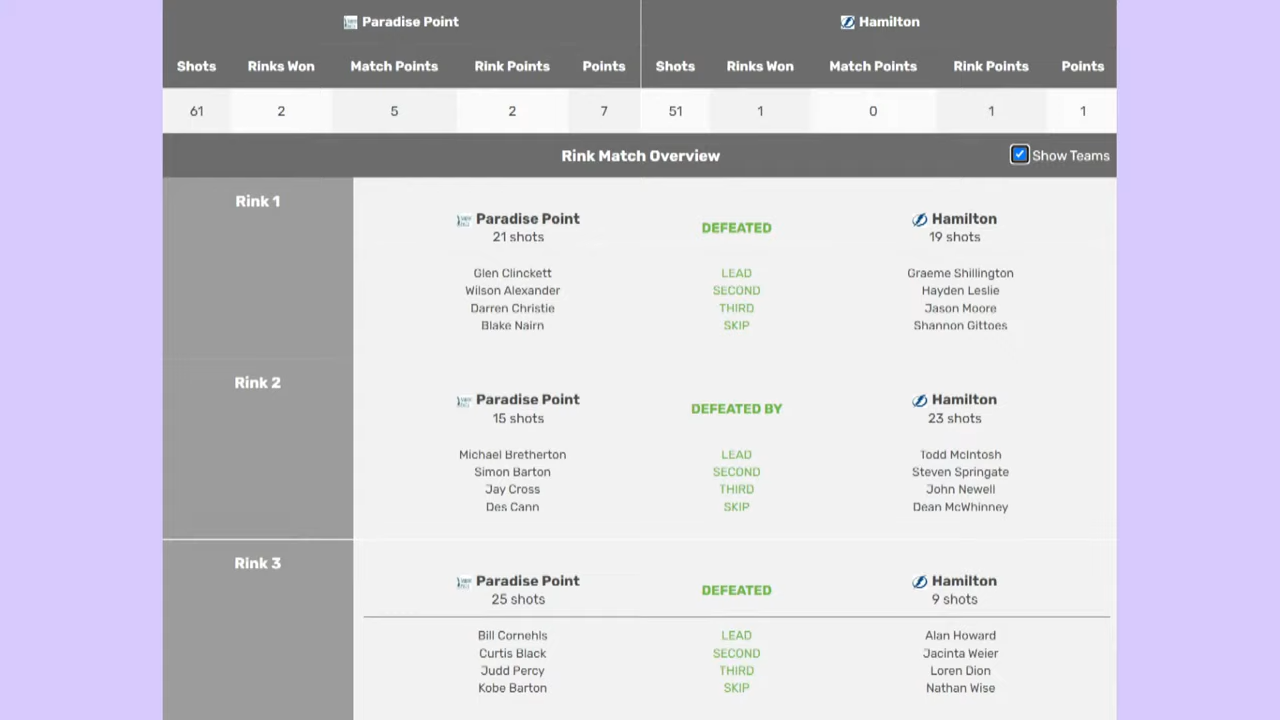 Paradise Point Hamilton
Shots Rinks Won Match Points Rink Points Points Shots Rinks Won Match Points Rink Points Points
61 2 5 2 7 51 1 0 1 1
Rink Match Overview Show Teams
Rink 1
Paradise Point DEFEATED Hamilton
21 shots 19 shots
Glen Clinckett LEAD Graeme Shillington
Wilson Alexander SECOND Hayden Leslie
Darren Christie THIRD Jason Moore
Blake Nairn SKIP Shannon Gittoes
Rink 2
Paradise Point DEFEATED BY Hamilton
15 shots 23 shots
Michael Bretherton LEAD Todd McIntosh
Simon Barton SECOND Steven Springate
Jay Cross THIRD John Newell
Des Cann SKIP Dean McWhinney
Rink 3
Paradise Point DEFEATED Hamilton
25 shots 9 shots
Bill Cornehls LEAD Alan Howard
Curtis Black SECOND Jacinta Weier
Judd Percy THIRD Loren Dion
Kobe Barton SKIP Nathan Wise